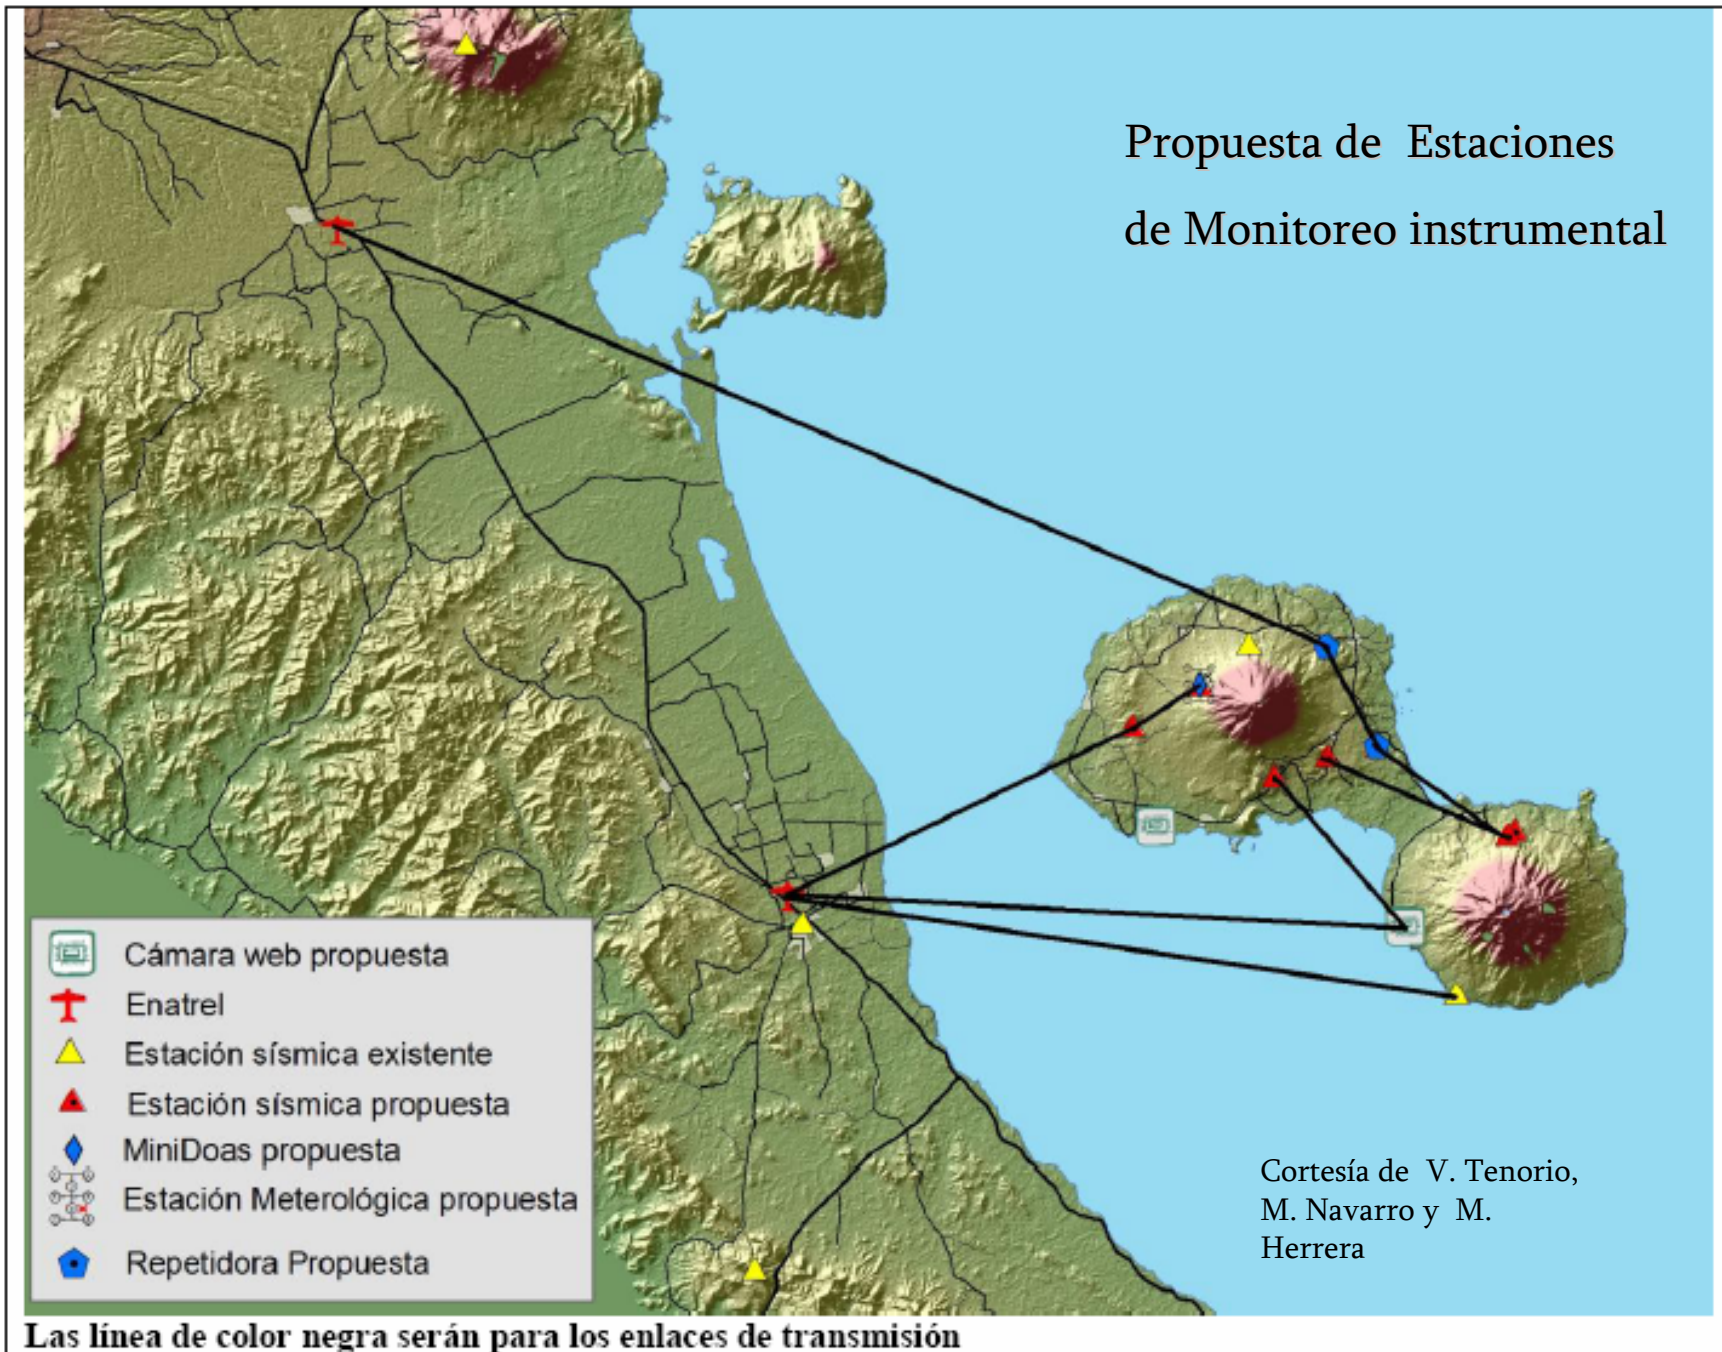 Propuesta de Estaciones
de Monitoreo instrumental
Cámara web propuesta
Enatrel
Estación sísmica existente
Estación sísmica propuesta
MiniDoas propuesta
Estación Meterológica propuesta
Repetidora Propuesta
Cortesía de V. Tenorio,
M. Navarro y M.
Herrera
Las línea de color negra serán para los enlaces de transmisión